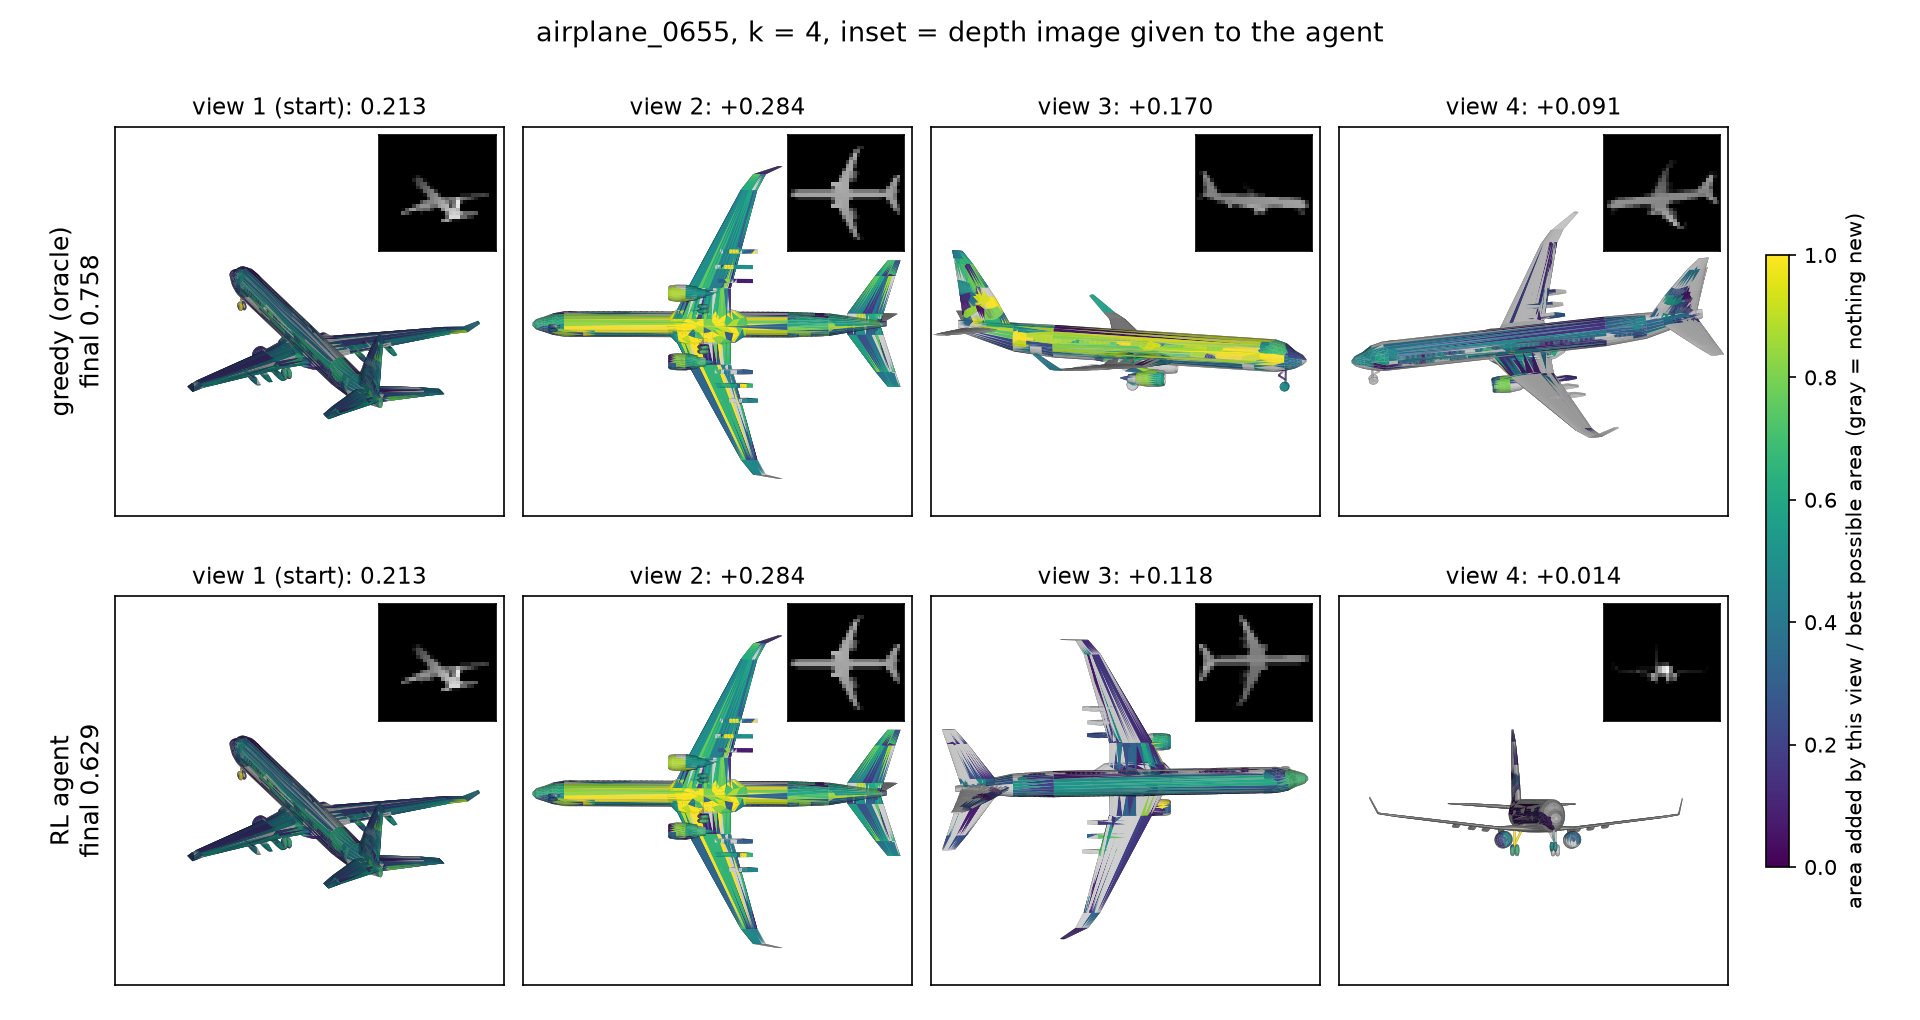 airplane_0655, k = 4, inset = depth image given to the agent
view 1 (start): 0.213
view 2: +0.284
view 3: +0.170
view 4: +0.091
greedy (oracle)
final 0.758
view 1 (start): 0.213
view 2: +0.284
view 3: +0.118
view 4: +0.014
RL agent
final 0.629
1.0
0.8
0.6
0.4
0.2
0.0
area added by this view / best possible area (gray = nothing new)